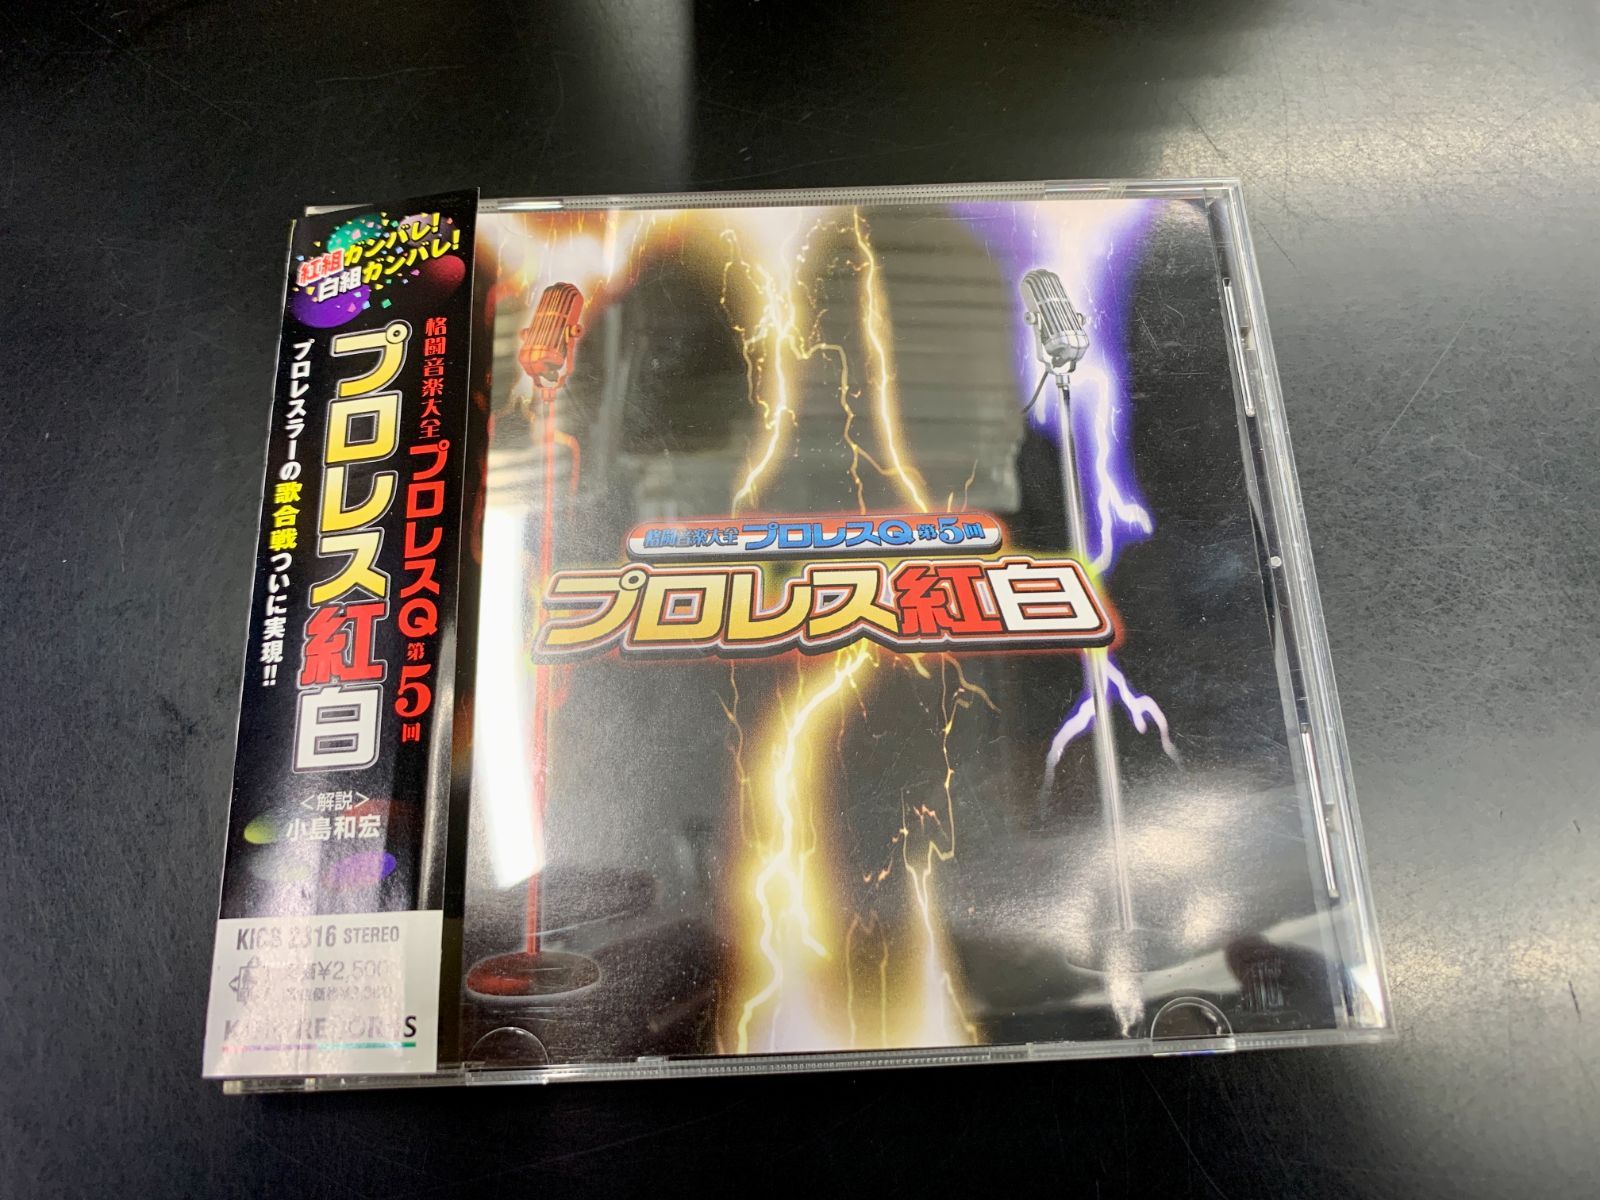 紅組ガンバレ!
白組ガンバレ!
格闘音楽大全プロレスQ第5回
プロレス紅白
プロレスラーの歌合戦ついに実現!!
<解説>
小島和宏
2316 STEREO
¥2,500
格闘音楽大全プロレスQ第5回
プロレス紅白